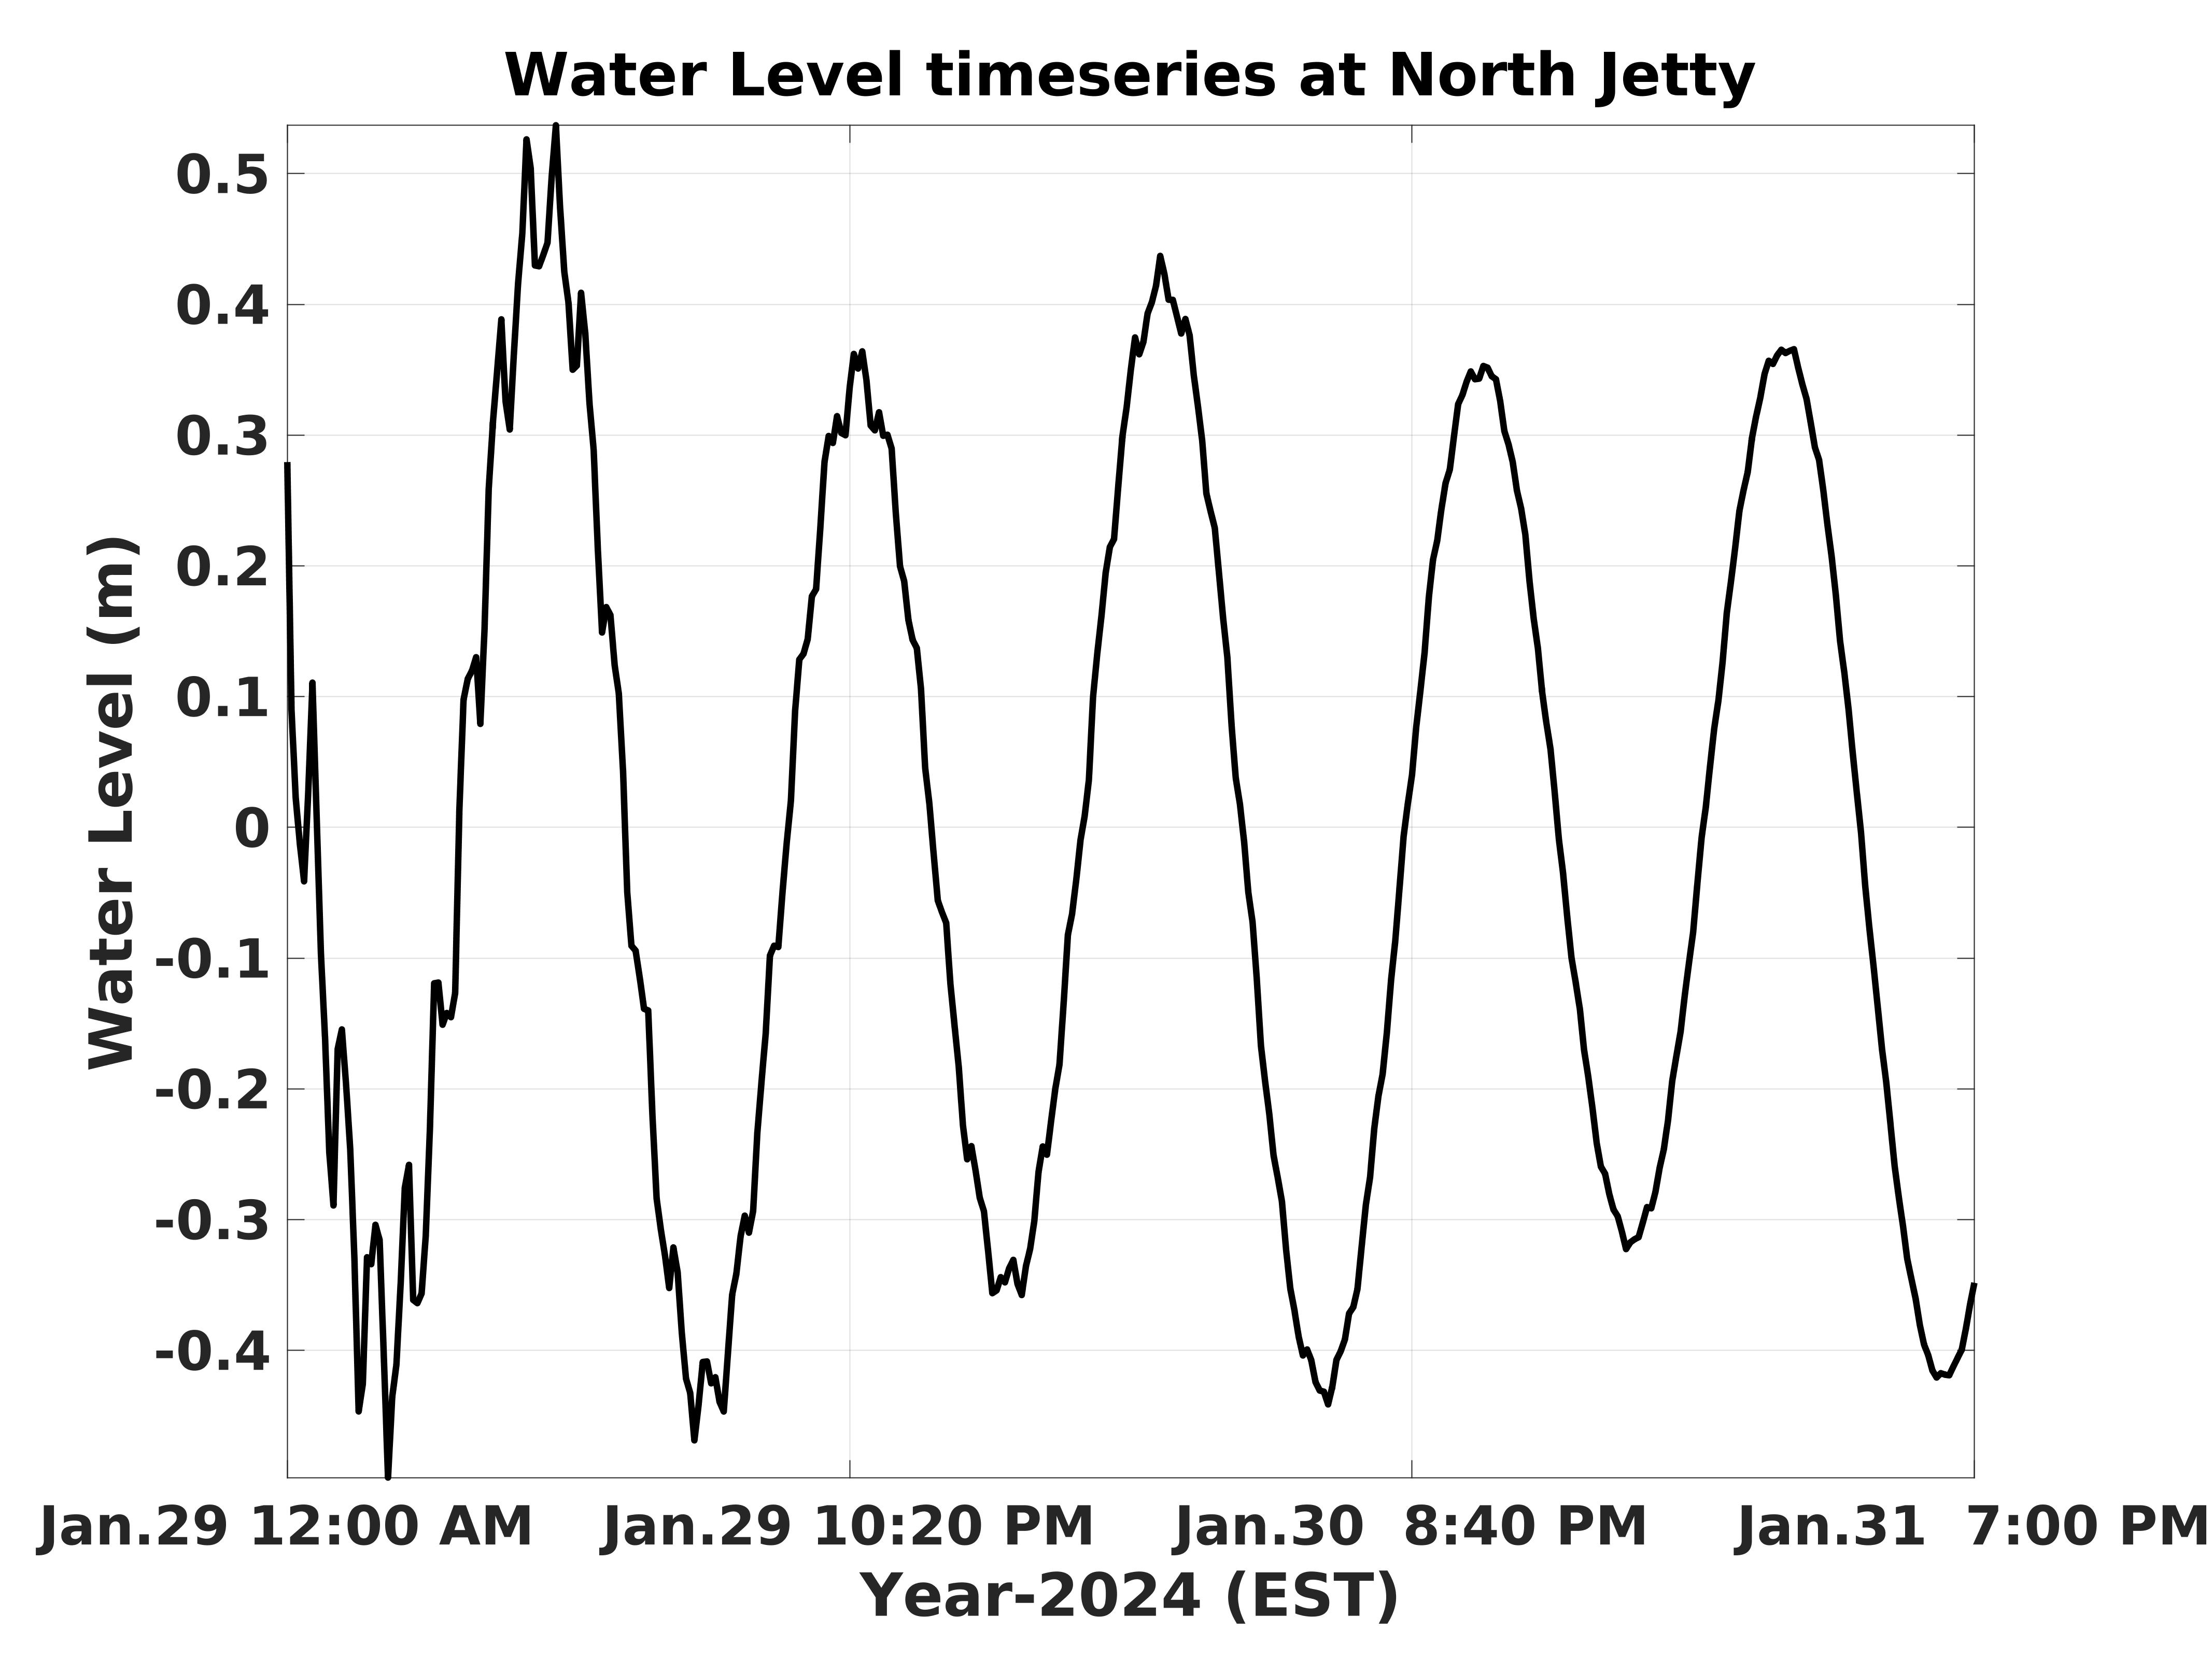 Water Level timeseries at North Jetty
Water Level (m)
0.5
0.4
0.3
0.2
0.1
0
-0.1
-0.2
-0.3
-0.4
Jan.29 12:00 AM Jan.29 10:20 PM Jan.30 8:40 PM Jan.31 7:00 PM
Year-2024 (EST)